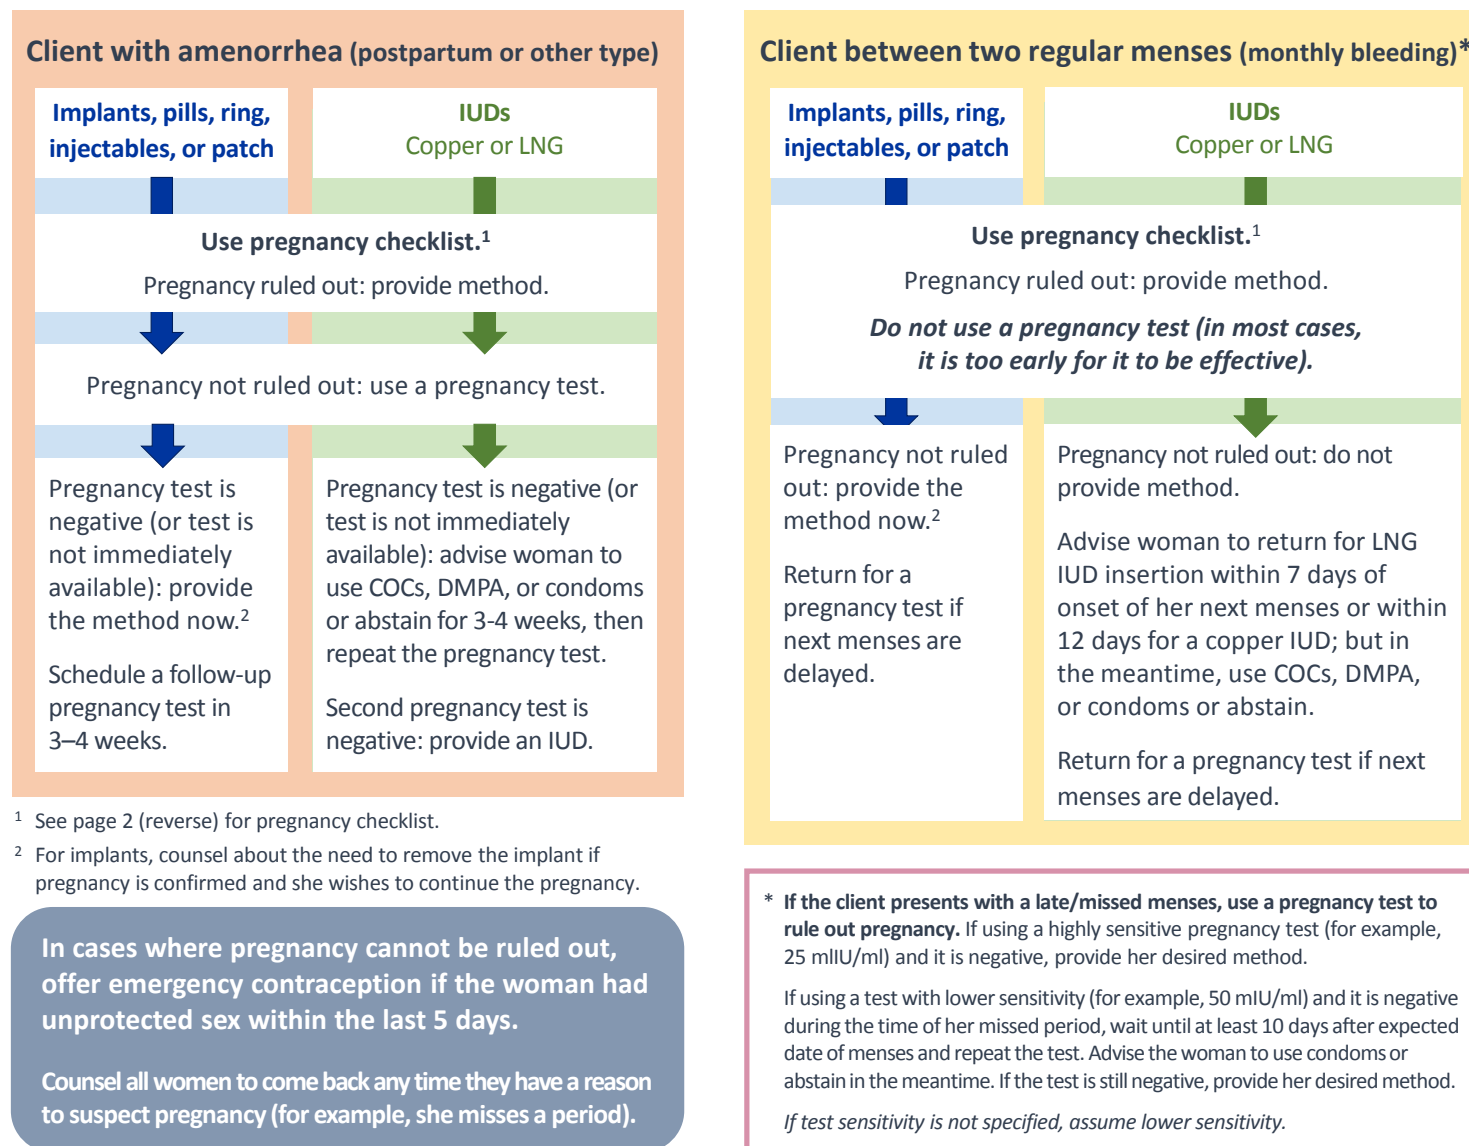 Client with amenorrhea (postpartum or other type)
Implants, pills, ring,
injectables, or patch
IUDs
Copper or LNG
Use pregnancy checklist.¹
Pregnancy ruled out: provide method.
Pregnancy not ruled out: use a pregnancy test.
Pregnancy test is
negative (or test is
not immediately
available): provide
the method now.²
Schedule a follow-up
pregnancy test in
3–4 weeks.
Pregnancy test is negative (or
test is not immediately
available): advise woman to
use COCs, DMPA, or condoms
or abstain for 3-4 weeks, then
repeat the pregnancy test.
Second pregnancy test is
negative: provide an IUD.
¹ See page 2 (reverse) for pregnancy checklist.
² For implants, counsel about the need to remove the implant if
pregnancy is confirmed and she wishes to continue the pregnancy.
In cases where pregnancy cannot be ruled out,
offer emergency contraception if the woman had
unprotected sex within the last 5 days.
Counsel all women to come back any time they have a reason
to suspect pregnancy (for example, she misses a period).
Client between two regular menses (monthly bleeding)*
Implants, pills, ring,
injectables, or patch
IUDs
Copper or LNG
Use pregnancy checklist.¹
Pregnancy ruled out: provide method.
Do not use a pregnancy test (in most cases,
it is too early for it to be effective).
Pregnancy not ruled
out: provide the
method now.²
Return for a
pregnancy test if
next menses are
delayed.
Pregnancy not ruled out: do not
provide method.
Advise woman to return for LNG
IUD insertion within 7 days of
onset of her next menses or within
12 days for a copper IUD; but in
the meantime, use COCs, DMPA,
or condoms or abstain.
Return for a pregnancy test if next
menses are delayed.
* If the client presents with a late/missed menses, use a pregnancy test to
rule out pregnancy. If using a highly sensitive pregnancy test (for example,
25 mlIU/ml) and it is negative, provide her desired method.
If using a test with lower sensitivity (for example, 50 mIU/ml) and it is negative
during the time of her missed period, wait until at least 10 days after expected
date of menses and repeat the test. Advise the woman to use condoms or
abstain in the meantime. If the test is still negative, provide her desired method.
If test sensitivity is not specified, assume lower sensitivity.